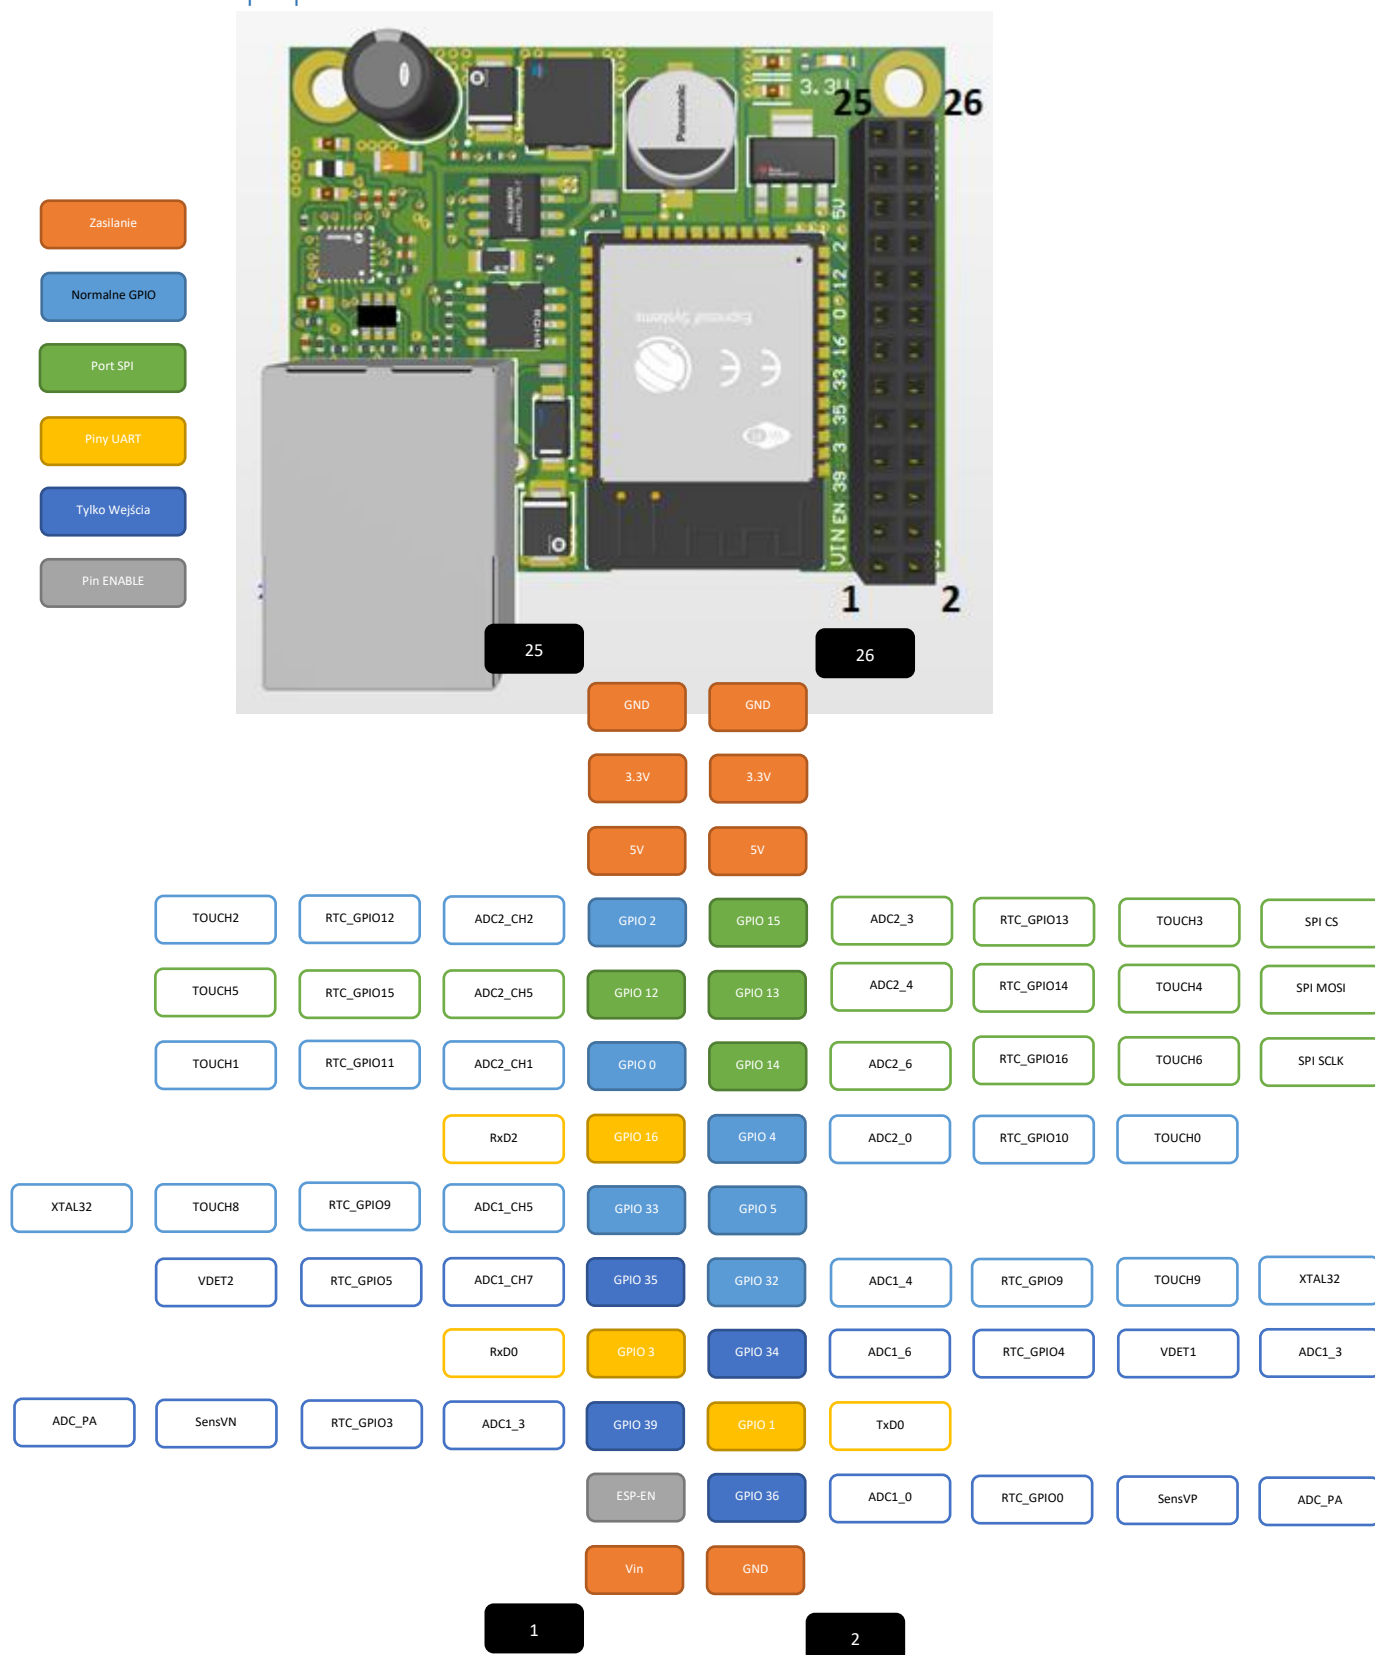 3.3V
25
26
Panasonic
Zasilanie
Normalne GPIO
Port SPI
Piny UART
Tylko Wejścia
Pin ENABLE
5V
2
12
0
16
33
35
3
39
EN
VIN
Espressif Systems
ROHM
1
2
25
26
GND GND
3.3V 3.3V
5V 5V
TOUCH2 RTC_GPIO12 ADC2_CH2 GPIO 2 GPIO 15 ADC2_3 RTC_GPIO13 TOUCH3 SPI CS
TOUCH5 RTC_GPIO15 ADC2_CH5 GPIO 12 GPIO 13 ADC2_4 RTC_GPIO14 TOUCH4 SPI MOSI
TOUCH1 RTC_GPIO11 ADC2_CH1 GPIO 0 GPIO 14 ADC2_6 RTC_GPIO16 TOUCH6 SPI SCLK
RxD2 GPIO 16 GPIO 4 ADC2_0 RTC_GPIO10 TOUCH0
XTAL32 TOUCH8 RTC_GPIO9 ADC1_CH5 GPIO 33 GPIO 5
VDET2 RTC_GPIO5 ADC1_CH7 GPIO 35 GPIO 32 ADC1_4 RTC_GPIO9 TOUCH9 XTAL32
RxD0 GPIO 3 GPIO 34 ADC1_6 RTC_GPIO4 VDET1 ADC1_3
ADC_PA SensVN RTC_GPIO3 ADC1_3 GPIO 39 GPIO 1 TxD0
ESP-EN GPIO 36 ADC1_0 RTC_GPIO0 SensVP ADC_PA
Vin GND
1
2